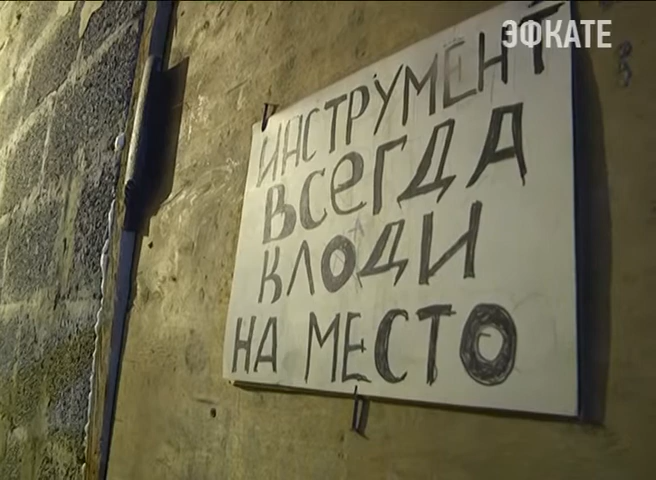 ЭФКАТЕ
ИНСТРУМЕНТ
ВСЕГДА
КЛОДИ
НА МЕСТО